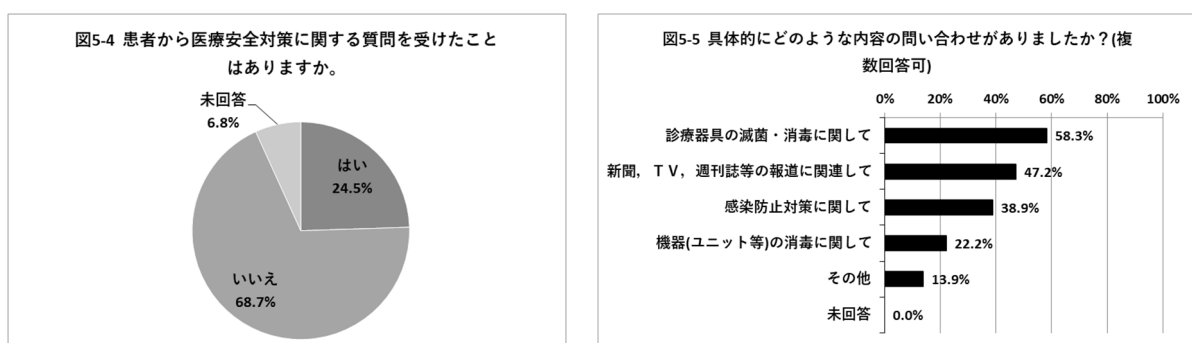 図5-4 患者から医療安全対策に関する質問を受けたこと
はありますか。
未回答
6.8%
はい
24.5%
いいえ
68.7%
図5-5 具体的にどのような内容の問い合わせがありましたか？(複
数回答可)
0% 20% 40% 60% 80% 100%
診療器具の滅菌・消毒に関して 58.3%
新聞，ＴＶ，週刊誌等の報道に関連して 47.2%
感染防止対策に関して 38.9%
機器(ユニット等)の消毒に関して 22.2%
その他 13.9%
未回答 0.0%